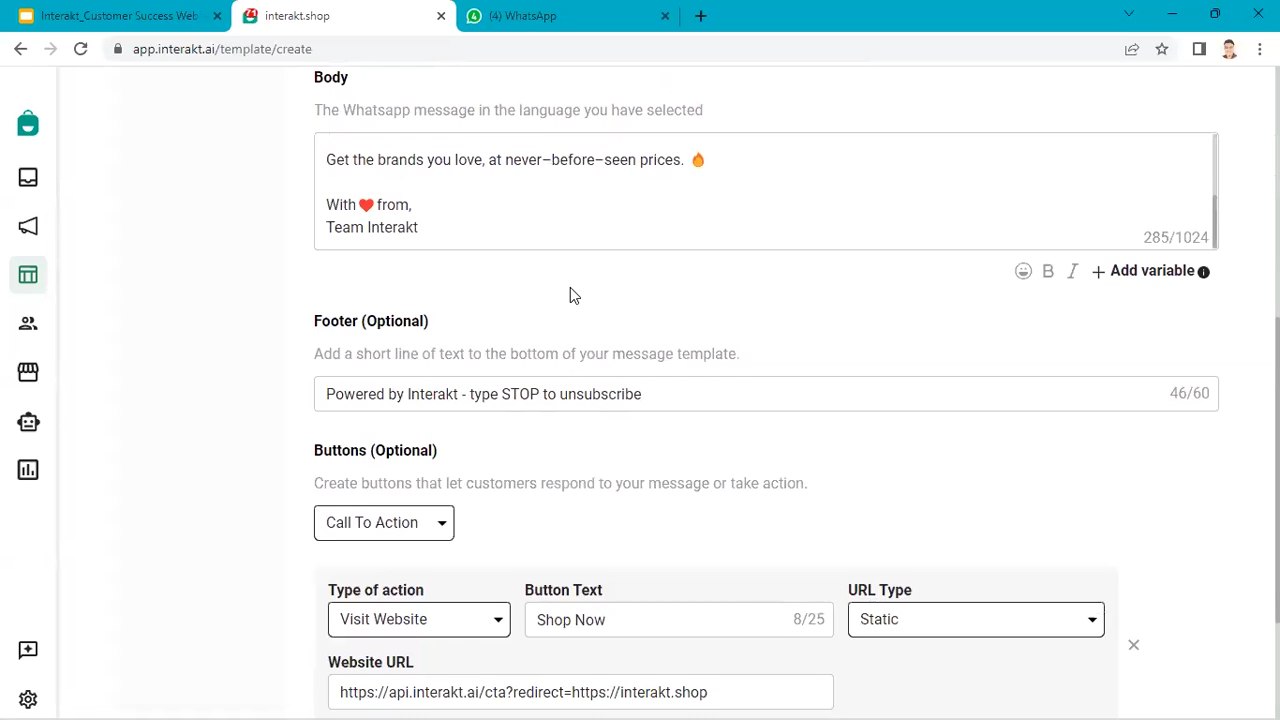 Interakt_Customer Success Web
interakt.shop
(4) WhatsApp
app.interakt.ai/template/create
Body
The Whatsapp message in the language you have selected
Get the brands you love, at never–before–seen prices. 🔥
With ❤️ from,
Team Interakt
285/1024
B I + Add variable
Footer (Optional)
Add a short line of text to the bottom of your message template.
Powered by Interakt - type STOP to unsubscribe 46/60
Buttons (Optional)
Create buttons that let customers respond to your message or take action.
Call To Action
Type of action Button Text URL Type
Visit Website Shop Now 8/25 Static
Website URL
https://api.interakt.ai/cta?redirect=https://interakt.shop